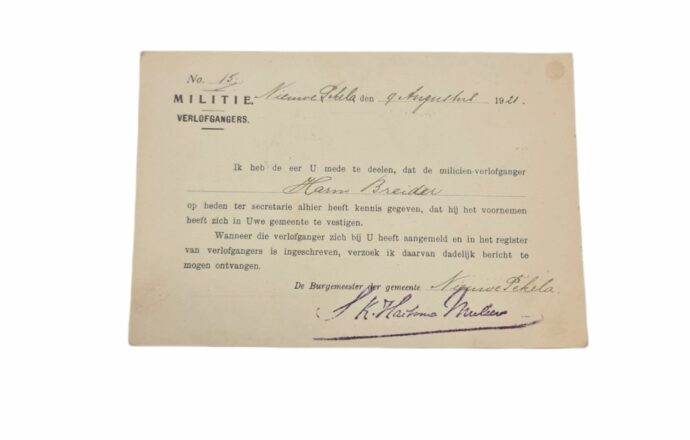 No. 15.
MILITIE. Nieuwe Pekela den 9 Augustus 1921.
VERLOFGANGERS.
Ik heb de eer U mede te deelen, dat de milicien-verlofganger
Harm Breider
op heden ter secretarie alhier heeft kennis gegeven, dat hij het voornemen
heeft zich in Uwe gemeente te vestigen.
Wanneer die verlofganger zich bij U heeft aangemeld en in het register
van verlofgangers is ingeschreven, verzoek ik daarvan dadelijk bericht te
mogen ontvangen.
De Burgemeester der gemeente Nieuwe Pekela.